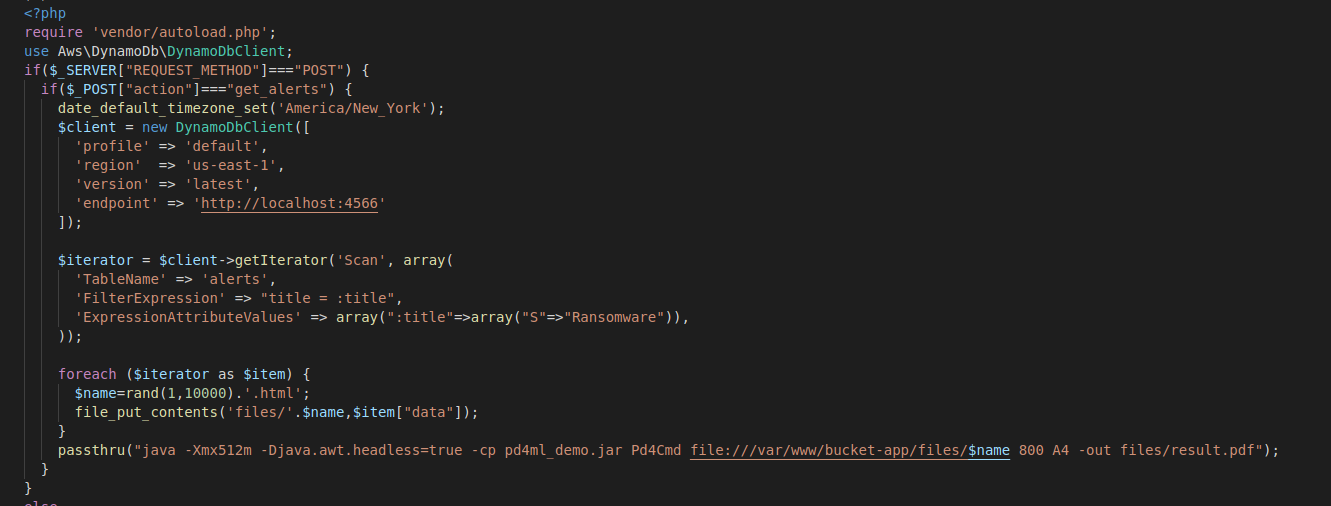 <?php
require 'vendor/autoload.php';
use Aws\DynamoDb\DynamoDbClient;
if($_SERVER["REQUEST_METHOD"]==="POST") {
  if($_POST["action"]==="get_alerts") {
    date_default_timezone_set('America/New_York');
    $client = new DynamoDbClient([
      'profile' => 'default',
      'region'  => 'us-east-1',
      'version' => 'latest',
      'endpoint' => 'http://localhost:4566'
    ]);

    $iterator = $client->getIterator('Scan', array(
      'TableName' => 'alerts',
      'FilterExpression' => "title = :title",
      'ExpressionAttributeValues' => array(":title"=>array("S"=>"Ransomware")),
    ));

    foreach ($iterator as $item) {
      $name=rand(1,10000).'.html';
      file_put_contents('files/'.$name,$item["data"]);
    }
    passthru("java -Xmx512m -Djava.awt.headless=true -cp pd4ml_demo.jar Pd4Cmd file:///var/www/bucket-app/files/$name 800 A4 -out files/result.pdf");
  }
}